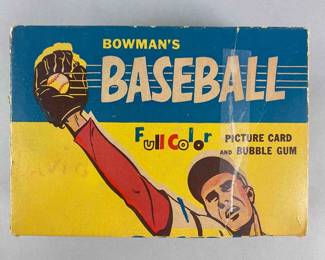 BOWMAN'S
BASEBALL
Full Color
PICTURE CARD
AND BUBBLE GUM